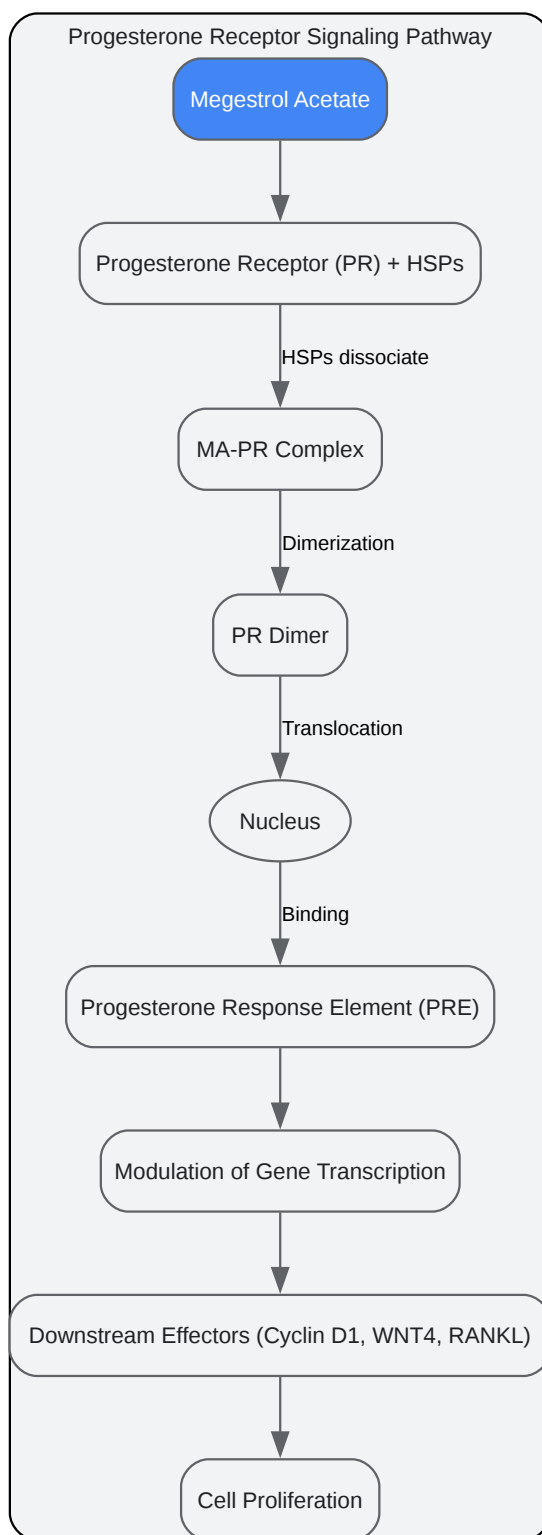 Progesterone Receptor Signaling Pathway
Megestrol Acetate
Progesterone Receptor (PR) + HSPs
HSPs dissociate
MA-PR Complex
Dimerization
PR Dimer
Translocation
Nucleus
Binding
Progesterone Response Element (PRE)
Modulation of Gene Transcription
Downstream Effectors (Cyclin D1, WNT4, RANKL)
Cell Proliferation